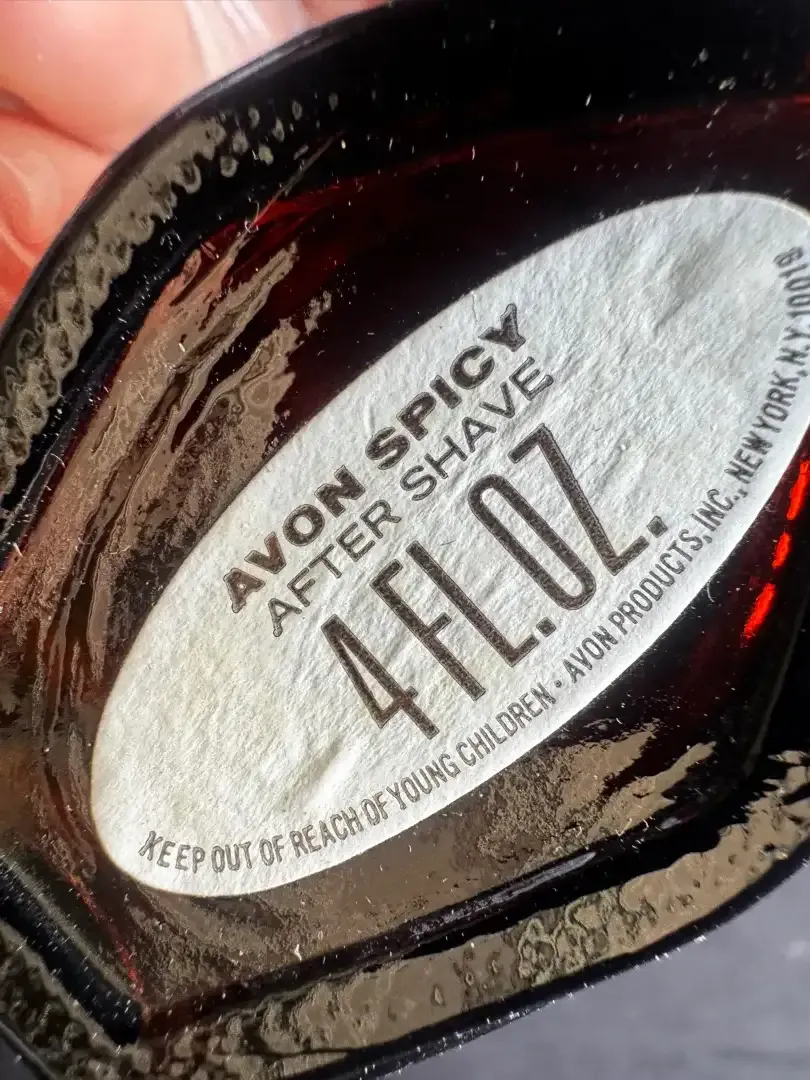 AVON SPICY
AFTER SHAVE
4 FL.OZ.
KEEP OUT OF REACH OF YOUNG CHILDREN · AVON PRODUCTS, INC., NEW YORK, N.Y. 10019